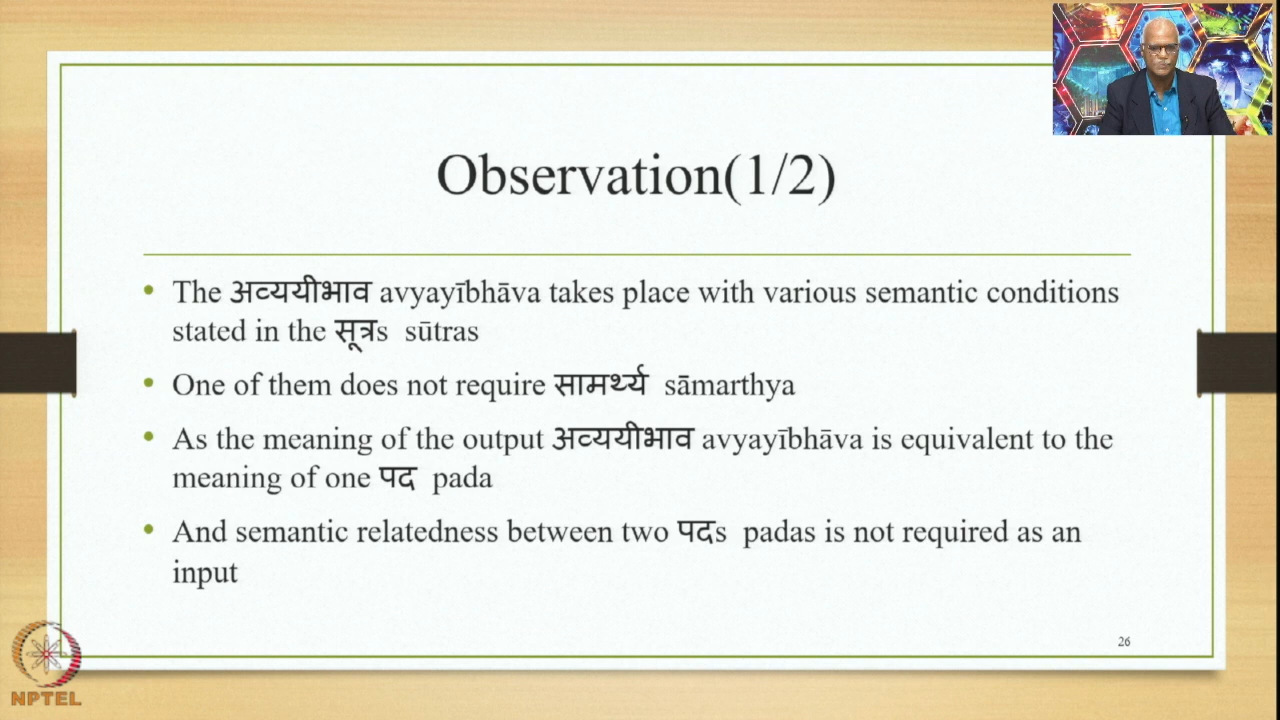 Observation(1/2)
• The अव्ययीभाव avyayībhāva takes place with various semantic conditions
stated in the सूत्रs sūtras
• One of them does not require सामर्थ्य sāmarthya
• As the meaning of the output अव्ययीभाव avyayībhāva is equivalent to the
meaning of one पद pada
• And semantic relatedness between two पदs padas is not required as an
input
26
NPTEL